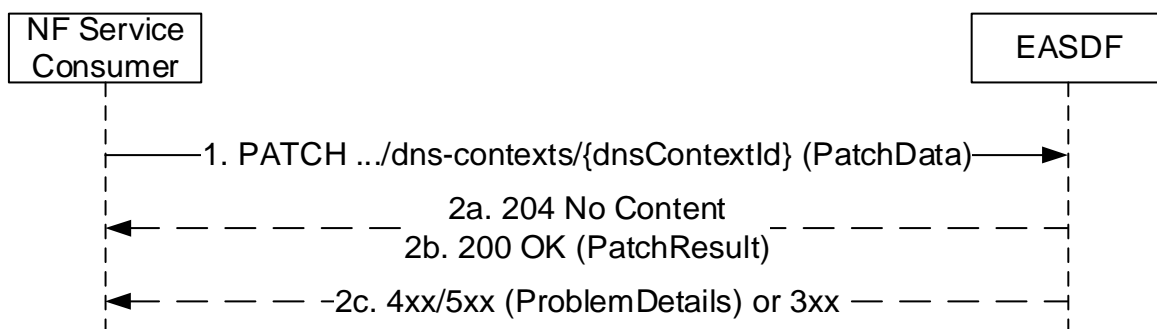 NF Service
Consumer
EASDF
1. PATCH .../dns-contexts/{dnsContextId} (PatchData)
2a. 204 No Content
2b. 200 OK (PatchResult)
2c. 4xx/5xx (ProblemDetails) or 3xx